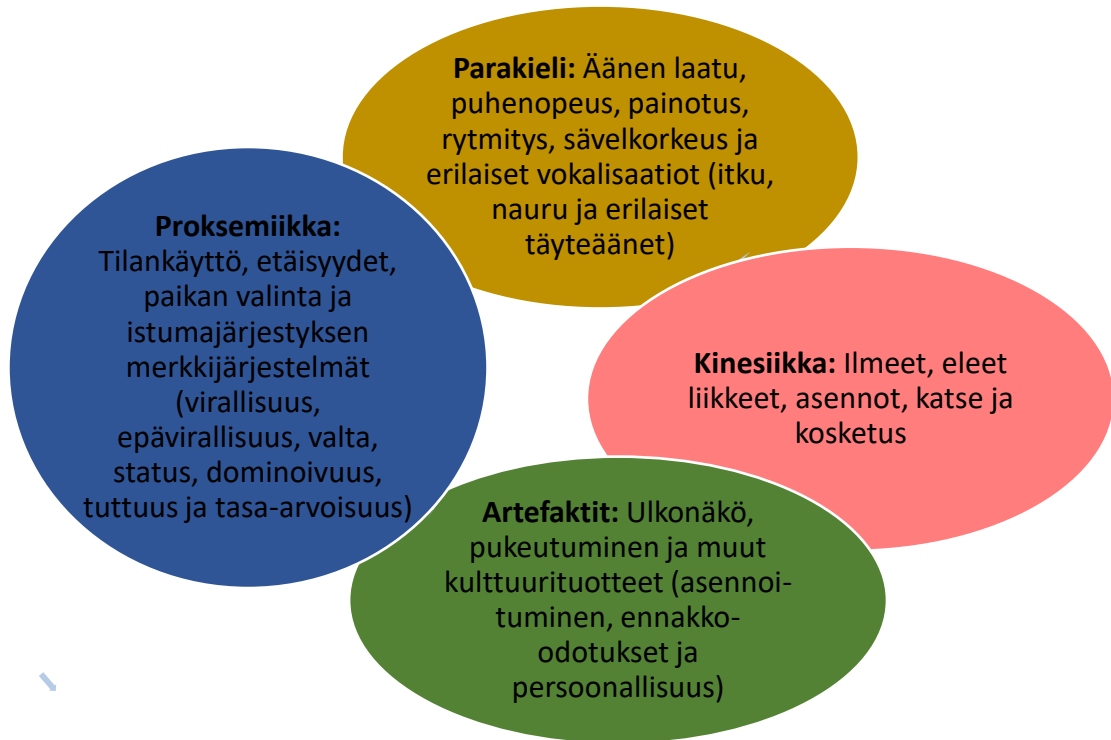 Parakieli: Äänen laatu,
puhenopeus, painotus,
rytmitys, sävelkorkeus ja
erilaiset vokalisaatiot (itku,
nauru ja erilaiset
täyteäänet)
Proksemiikka:
Tilankäyttö, etäisyydet,
paikan valinta ja
istumajärjestyksen
merkkijärjestelmät
(virallisuus,
epävirallisuus, valta,
status, dominoivuus,
tuttuus ja tasa-arvoisuus)
Kinesiikka: Ilmeet, eleet
liikkeet, asennot, katse ja
kosketus
Artefaktit: Ulkonäkö,
pukeutuminen ja muut
kulttuurituotteet (asennoi-
tuminen, ennakko-
odotukset ja
persoonallisuus)